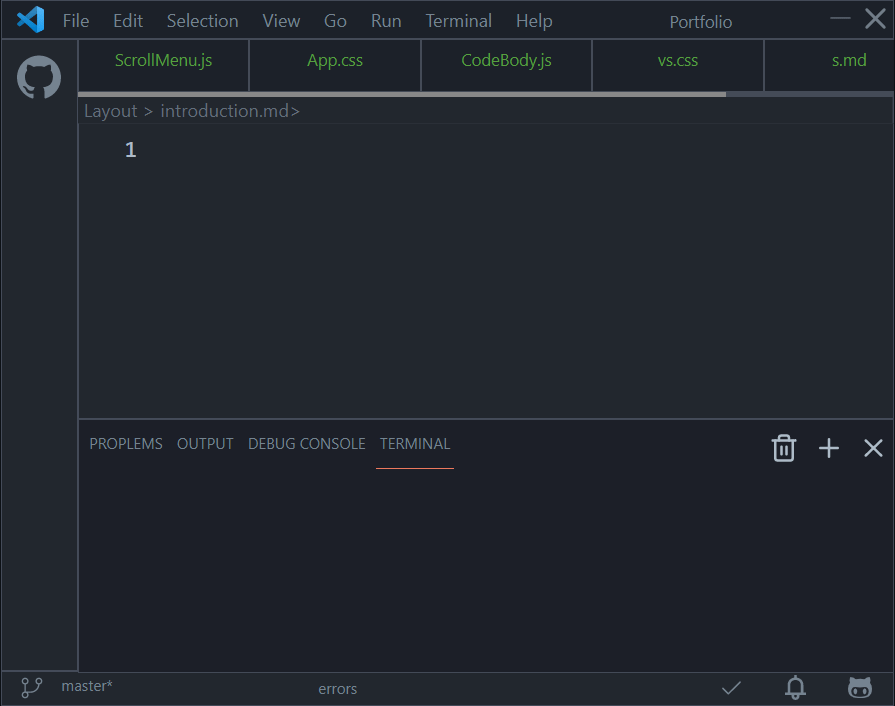 File Edit Selection View Go Run Terminal Help Portfolio
ScrollMenu.js App.css CodeBody.js vs.css s.md
Layout > introduction.md>
1
PROPLEMS OUTPUT DEBUG CONSOLE TERMINAL
master* errors